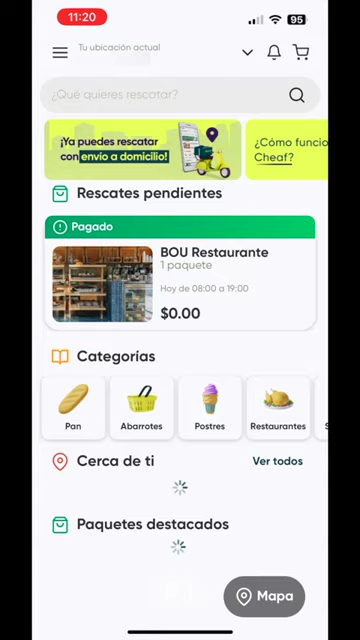 11:20
95
Tu ubicación actual
¿Qué quieres rescatar?
¡Ya puedes rescatar
con envío a domicilio!
¿Cómo funcio
Cheaf?
Rescates pendientes
Pagado
BOU Restaurante
1 paquete
Hoy de 08:00 a 19:00
$0.00
Categorías
Pan
Abarrotes
Postres
Restaurantes
S
Cerca de ti
Ver todos
Paquetes destacados
Mapa